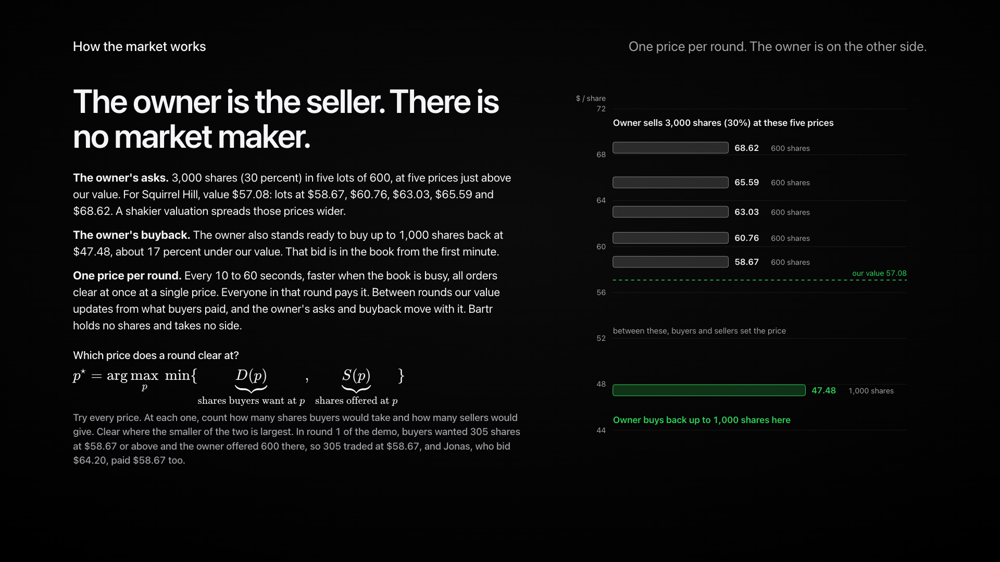 How the market works
One price per round. The owner is on the other side.
The owner is the seller. There is
no market maker.
The owner's asks. 3,000 shares (30 percent) in five lots of 600, at five prices just above
our value. For Squirrel Hill, value $57.08: lots at $58.67, $60.76, $63.03, $65.59 and
$68.62. A shakier valuation spreads those prices wider.
The owner's buyback. The owner also stands ready to buy up to 1,000 shares back at
$47.48, about 17 percent under our value. That bid is in the book from the first minute.
One price per round. Every 10 to 60 seconds, faster when the book is busy, all orders
clear at once at a single price. Everyone in that round pays it. Between rounds our value
updates from what buyers paid, and the owner's asks and buyback move with it. Bartr
holds no shares and takes no side.
Which price does a round clear at?
p⋆ = arg max min{ D(p) , S(p) }
p
shares buyers want at p shares offered at p
Try every price. At each one, count how many shares buyers would take and how many sellers would
give. Clear where the smaller of the two is largest. In round 1 of the demo, buyers wanted 305 shares
at $58.67 or above and the owner offered 600 there, so 305 traded at $58.67, and Jonas, who bid
$64.20, paid $58.67 too.
$ / share
72
Owner sells 3,000 shares (30%) at these five prices
68.62 600 shares
68
65.59 600 shares
64
63.03 600 shares
60.76 600 shares
60
58.67 600 shares
our value 57.08
56
between these, buyers and sellers set the price
52
48
47.48 1,000 shares
Owner buys back up to 1,000 shares here
44